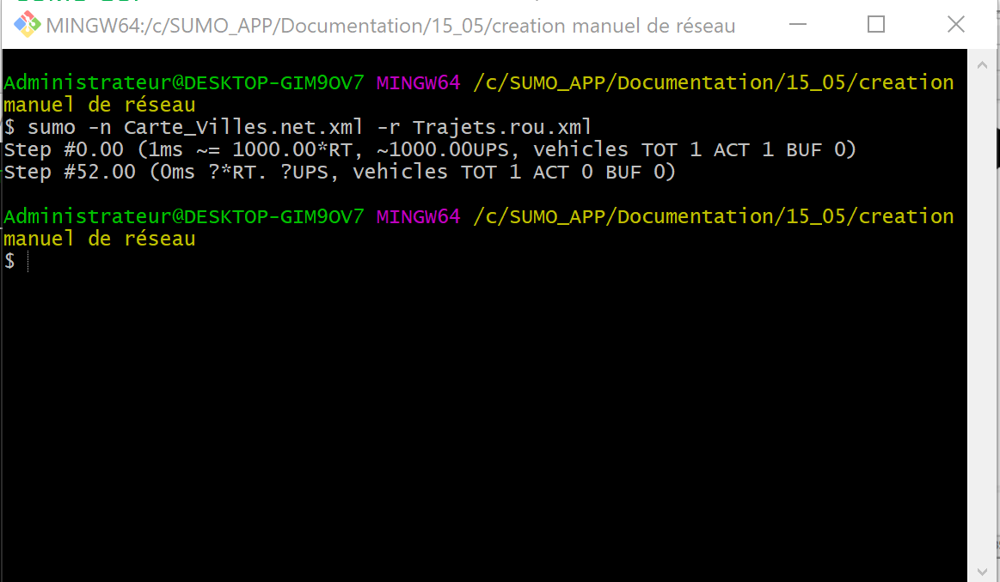 MINGW64:/c/SUMO_APP/Documentation/15_05/creation manuel de réseau
Administrateur@DESKTOP-GIM9OV7 MINGW64 /c/SUMO_APP/Documentation/15_05/creation
manuel de réseau
$ sumo -n Carte_Villes.net.xml -r Trajets.rou.xml
Step #0.00 (1ms ~= 1000.00*RT, ~1000.00UPS, vehicles TOT 1 ACT 1 BUF 0)
Step #52.00 (0ms ?*RT. ?UPS, vehicles TOT 1 ACT 0 BUF 0)
Administrateur@DESKTOP-GIM9OV7 MINGW64 /c/SUMO_APP/Documentation/15_05/creation
manuel de réseau
$